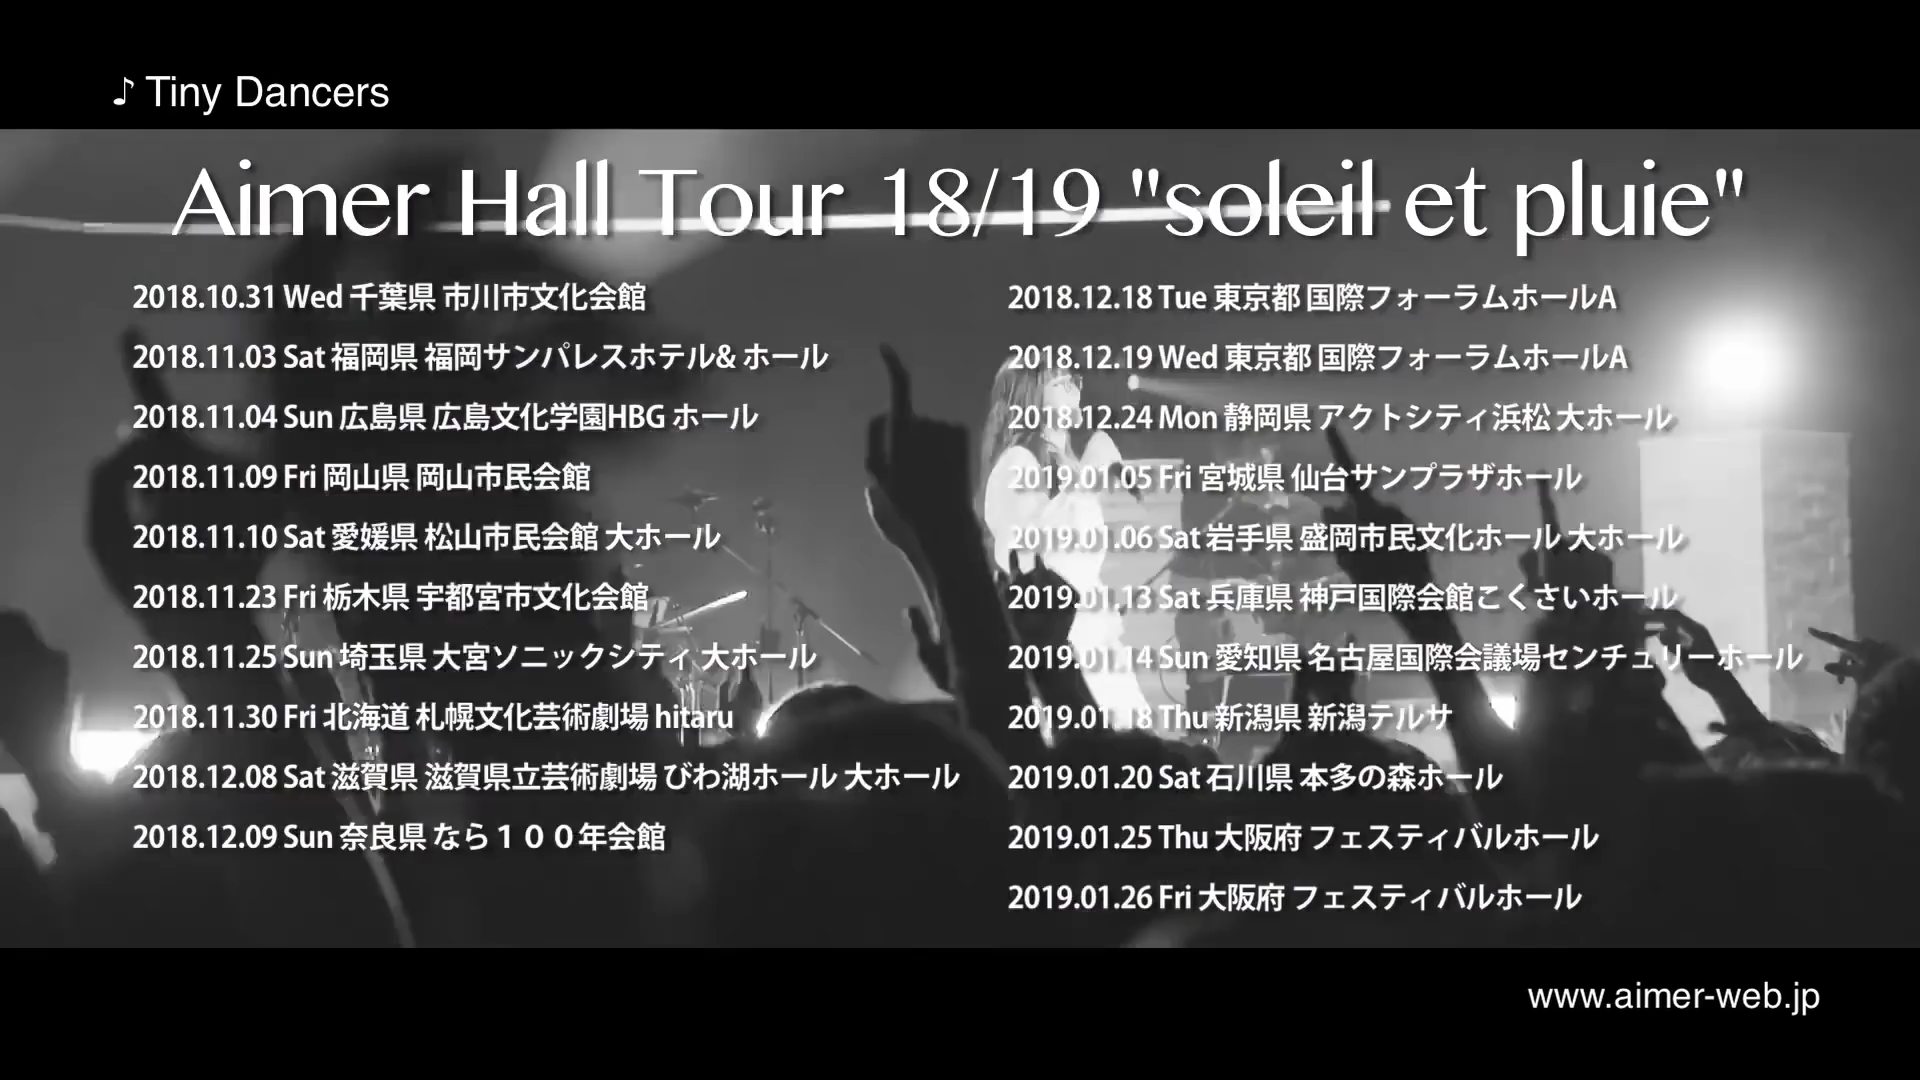 ♪ Tiny Dancers
Aimer Hall Tour 18/19 "soleil et pluie"
2018.10.31 Wed 千葉県 市川市文化会館
2018.11.03 Sat 福岡県 福岡サンパレスホテル& ホール
2018.11.04 Sun 広島県 広島文化学園HBG ホール
2018.11.09 Fri 岡山県 岡山市民会館
2018.11.10 Sat 愛媛県 松山市民会館 大ホール
2018.11.23 Fri 栃木県 宇都宮市文化会館
2018.11.25 Sun 埼玉県 大宮ソニックシティ 大ホール
2018.11.30 Fri 北海道 札幌文化芸術劇場 hitaru
2018.12.08 Sat 滋賀県 滋賀県立芸術劇場 びわ湖ホール 大ホール
2018.12.09 Sun 奈良県 なら１００年会館
2018.12.18 Tue 東京都 国際フォーラムホールA
2018.12.19 Wed 東京都 国際フォーラムホールA
2018.12.24 Mon 静岡県 アクトシティ浜松 大ホール
2019.01.05 Fri 宮城県 仙台サンプラザホール
2019.01.06 Sat 岩手県 盛岡市民文化ホール 大ホール
2019.01.13 Sat 兵庫県 神戸国際会館こくさいホール
2019.01.14 Sun 愛知県 名古屋国際会議場センチュリーホール
2019.01.18 Thu 新潟県 新潟テルサ
2019.01.20 Sat 石川県 本多の森ホール
2019.01.25 Thu 大阪府 フェスティバルホール
2019.01.26 Fri 大阪府 フェスティバルホール
www.aimer-web.jp